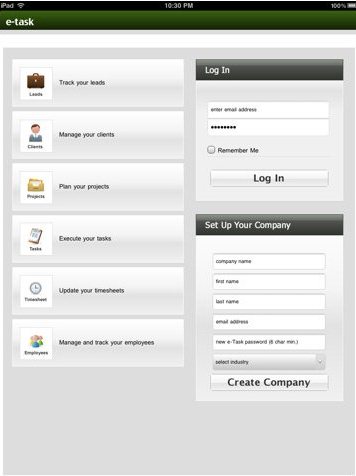 iPad 10:30 PM 100%
e-task
Leads
Track your leads
Clients
Manage your clients
Projects
Plan your projects
Tasks
Execute your tasks
Timesheet
Update your timesheets
Employees
Manage and track your employees
Log In
enter email address
••••••••
Remember Me
Log In
Set Up Your Company
company name
first name
last name
email address
new e-Task password (6 char min.)
select industry
Create Company